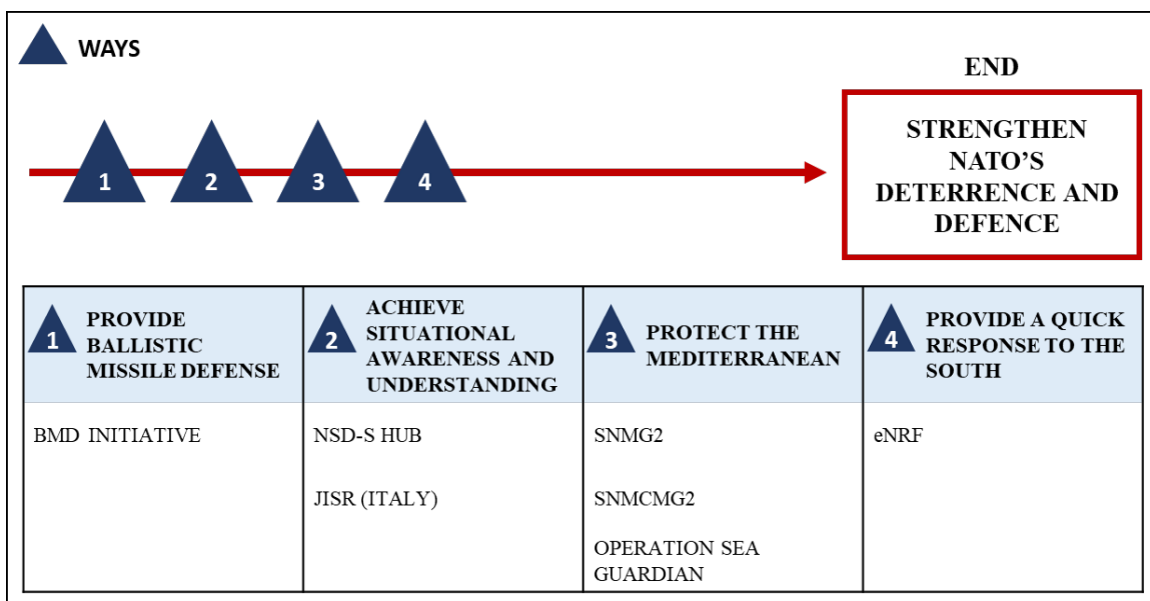 WAYS
END
STRENGTHEN
NATO'S
DETERRENCE AND
DEFENCE
1
2
3
4
1
PROVIDE
BALLISTIC
MISSILE DEFENSE
2
ACHIEVE
SITUATIONAL
AWARENESS AND
UNDERSTANDING
3
PROTECT THE
MEDITERRANEAN
4
PROVIDE A QUICK
RESPONSE TO THE
SOUTH
BMD INITIATIVE
NSD-S HUB
JISR (ITALY)
SNMG2
SNMCMG2
OPERATION SEA
GUARDIAN
eNRF